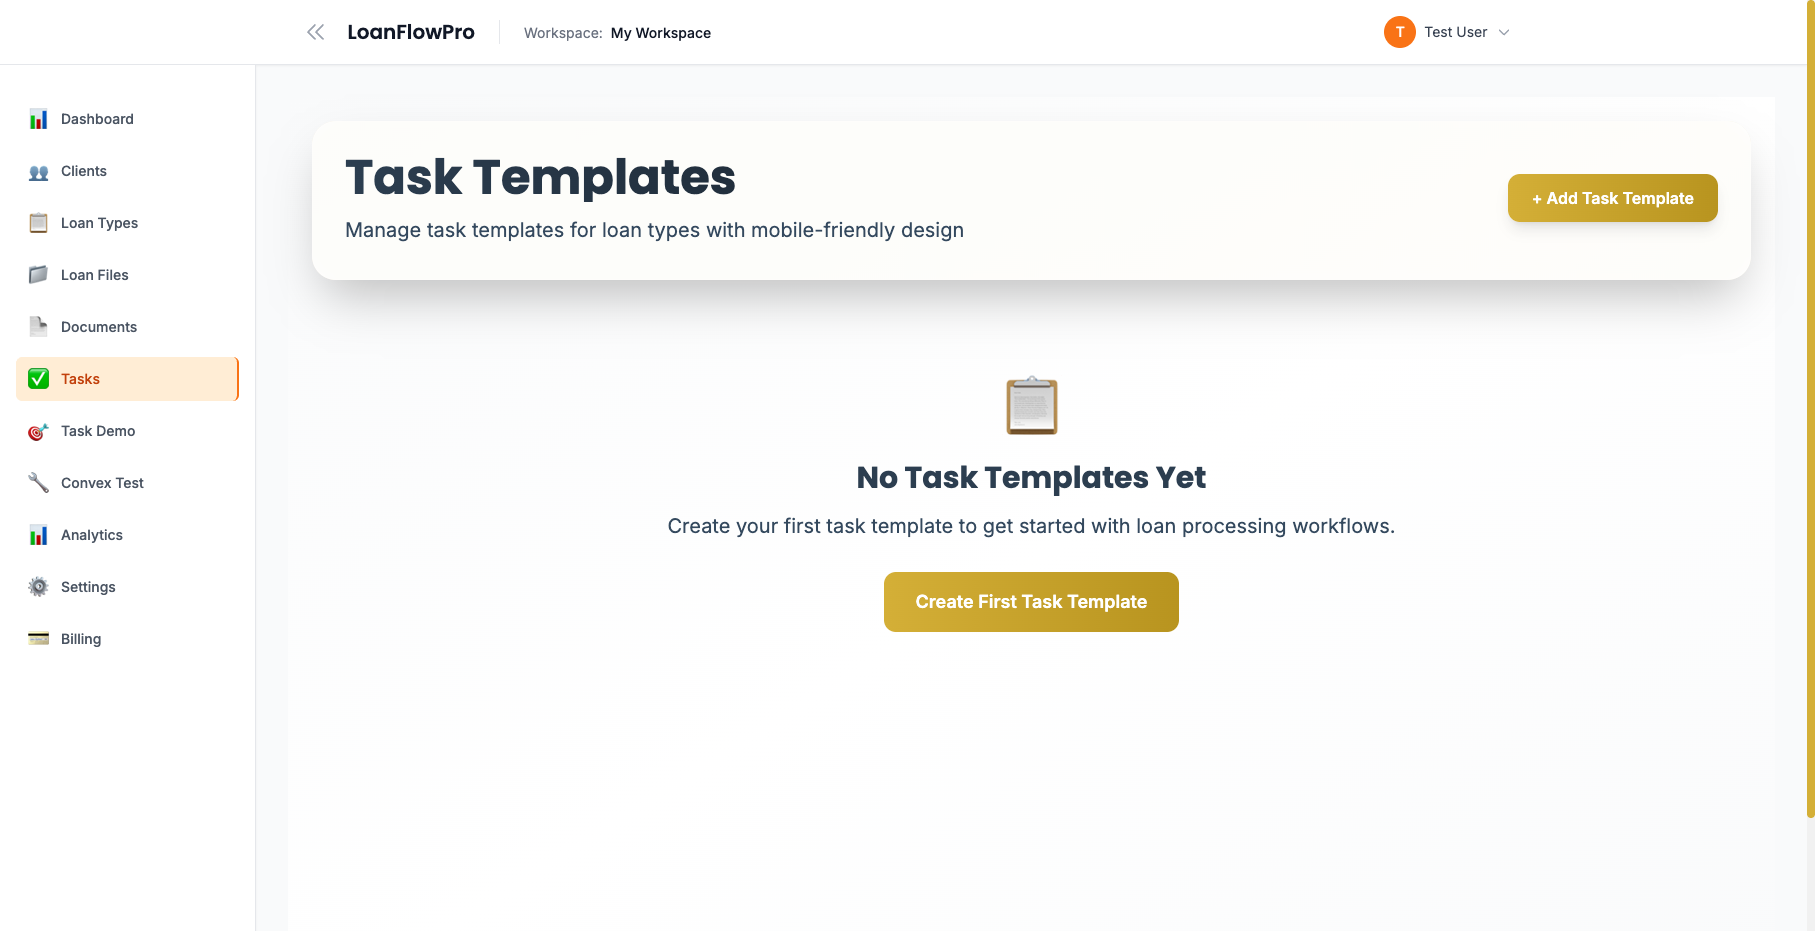 LoanFlowPro
Workspace: My Workspace
T
Test User
Dashboard
Clients
Loan Types
Loan Files
Documents
Tasks
Task Demo
Convex Test
Analytics
Settings
Billing
Task Templates
Manage task templates for loan types with mobile-friendly design
+ Add Task Template
No Task Templates Yet
Create your first task template to get started with loan processing workflows.
Create First Task Template